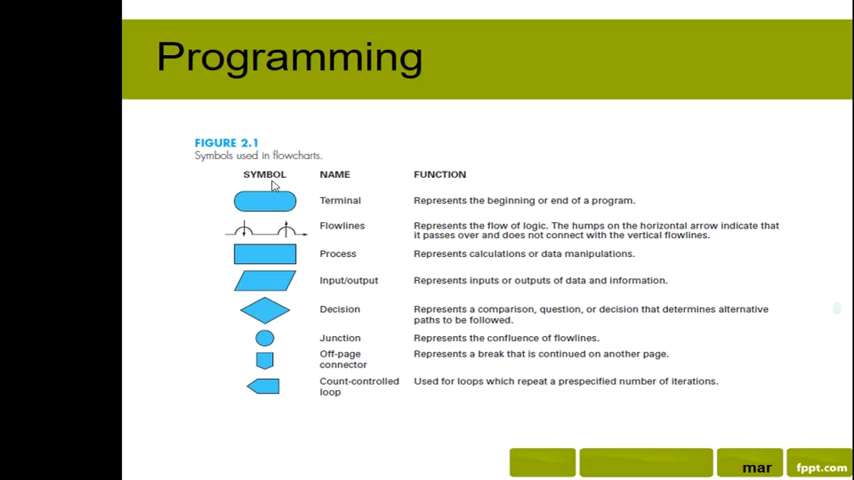 Programming
FIGURE 2.1
Symbols used in flowcharts.
SYMBOL NAME FUNCTION
Terminal Represents the beginning or end of a program.
Flowlines Represents the flow of logic. The humps on the horizontal arrow indicate that
it passes over and does not connect with the vertical flowlines.
Process Represents calculations or data manipulations.
Input/output Represents inputs or outputs of data and information.
Decision Represents a comparison, question, or decision that determines alternative
paths to be followed.
Junction Represents the confluence of flowlines.
Off-page Represents a break that is continued on another page.
connector
Count-controlled Used for loops which repeat a prespecified number of iterations.
loop
mar fppt.com